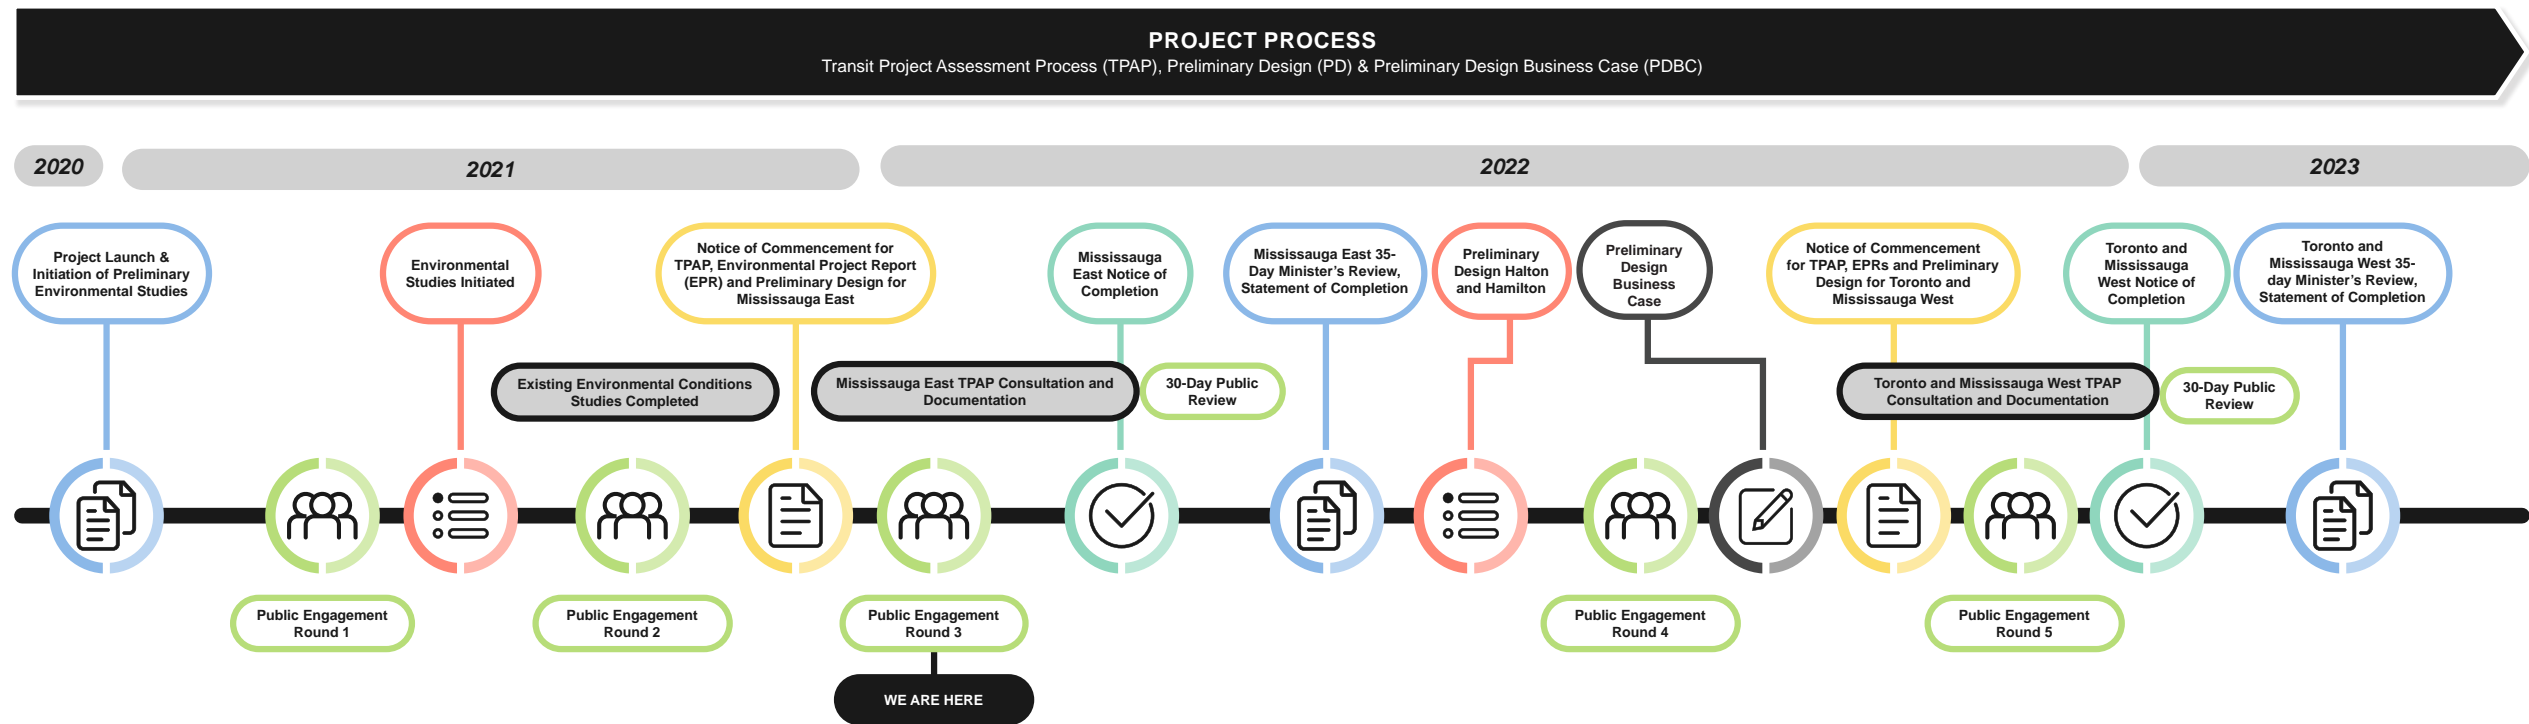 PROJECT PROCESS
Transit Project Assessment Process (TPAP), Preliminary Design (PD) & Preliminary Design Business Case (PDBC)
2020
2021
2022
2023
Project Launch &
Initiation of Preliminary
Environmental Studies
Environmental
Studies Initiated
Notice of Commencement for
TPAP, Environmental Project Report
(EPR) and Preliminary Design for
Mississauga East
Mississauga
East Notice of
Completion
Mississauga East 35-
Day Minister’s Review,
Statement of Completion
Preliminary
Design Halton
and Hamilton
Preliminary
Design
Business
Case
Notice of Commencement
for TPAP, EPRs and Preliminary
Design for Toronto and
Mississauga West
Toronto and
Mississauga
West Notice of
Completion
Toronto and
Mississauga West 35-
day Minister’s Review,
Statement of Completion
Existing Environmental Conditions
Studies Completed
Mississauga East TPAP Consultation and
Documentation
30-Day Public
Review
Toronto and Mississauga West TPAP
Consultation and Documentation
30-Day Public
Review
Public Engagement
Round 1
Public Engagement
Round 2
Public Engagement
Round 3
Public Engagement
Round 4
Public Engagement
Round 5
WE ARE HERE